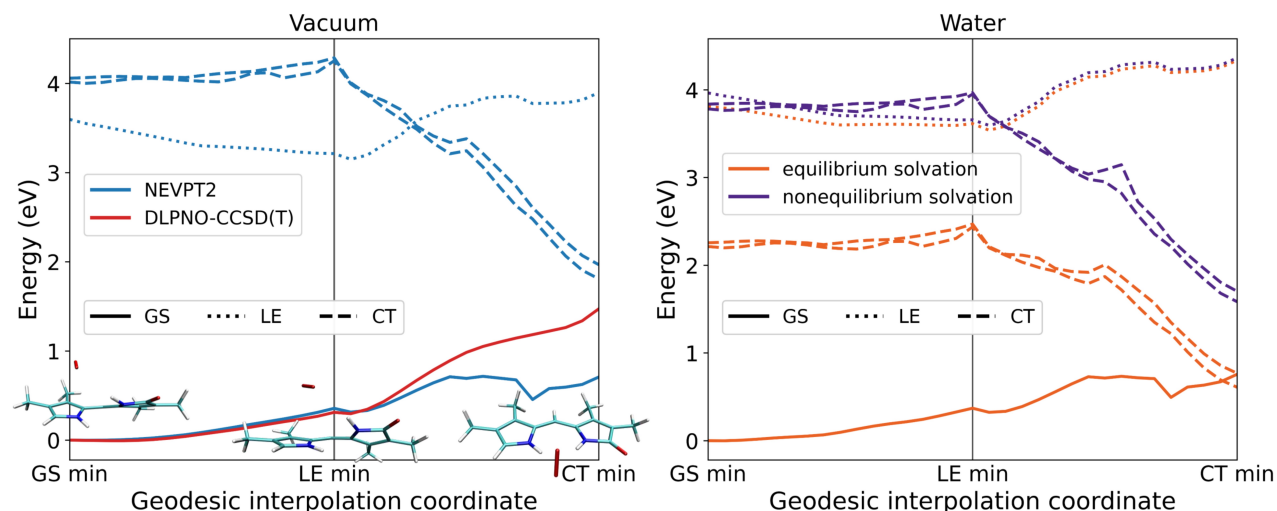 Vacuum
Energy (eV)
4
3
2
1
0
NEVPT2
DLPNO-CCSD(T)
GS LE CT
GS min LE min CT min
Geodesic interpolation coordinate
Water
Energy (eV)
4
3
2
1
0
equilibrium solvation
nonequilibrium solvation
GS LE CT
GS min LE min CT min
Geodesic interpolation coordinate